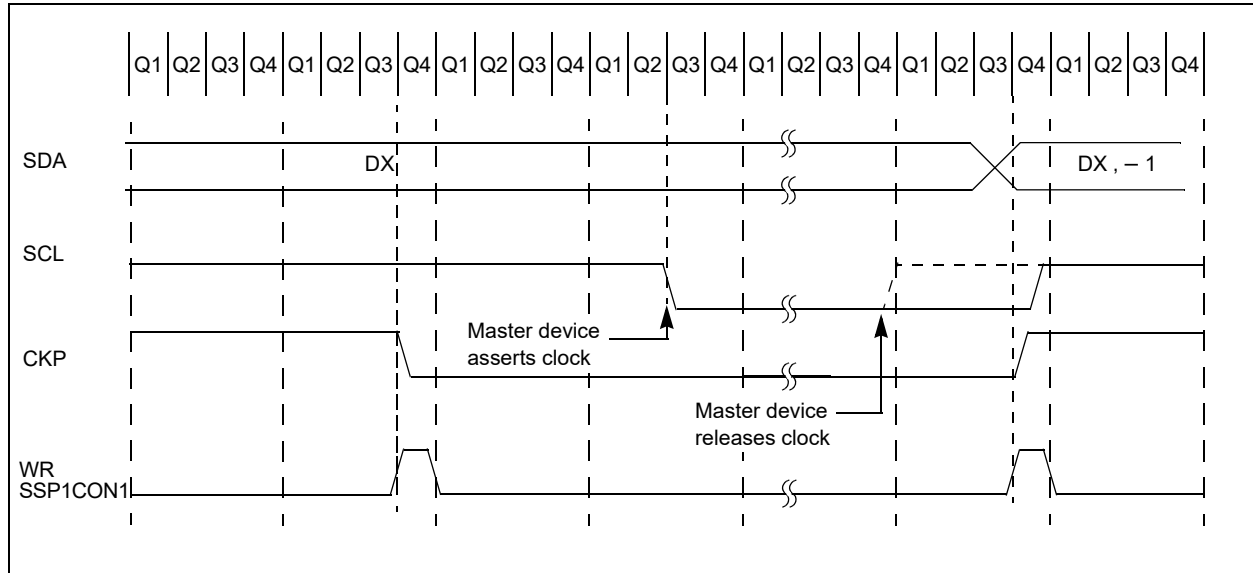 Q1 Q2 Q3 Q4 Q1 Q2 Q3 Q4 Q1 Q2 Q3 Q4 Q1 Q2 Q3 Q4 Q1 Q2 Q3 Q4 Q1 Q2 Q3 Q4 Q1 Q2 Q3 Q4
SDA
DX
DX , – 1
SCL
Master device
asserts clock
CKP
Master device
releases clock
WR
SSP1CON1